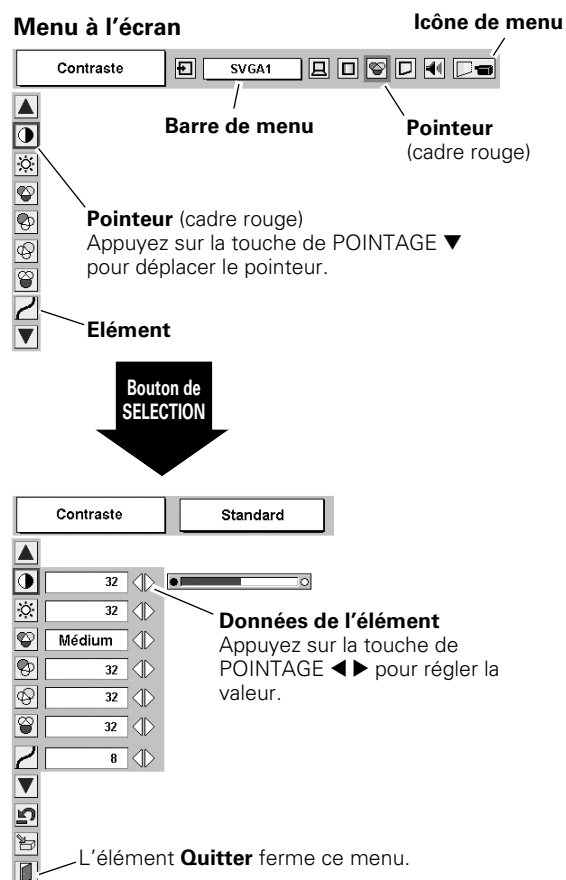 Menu à l'écran
Icône de menu
Contraste
SVGA1
Barre de menu
Pointeur
(cadre rouge)
Pointeur (cadre rouge)
Appuyez sur la touche de POINTAGE ▼
pour déplacer le pointeur.
Elément
Bouton de
SELECTION
Contraste
Standard
32
32
Médium
32
32
32
8
Données de l'élément
Appuyez sur la touche de
POINTAGE ◀ ▶ pour régler la
valeur.
L'élément Quitter ferme ce menu.